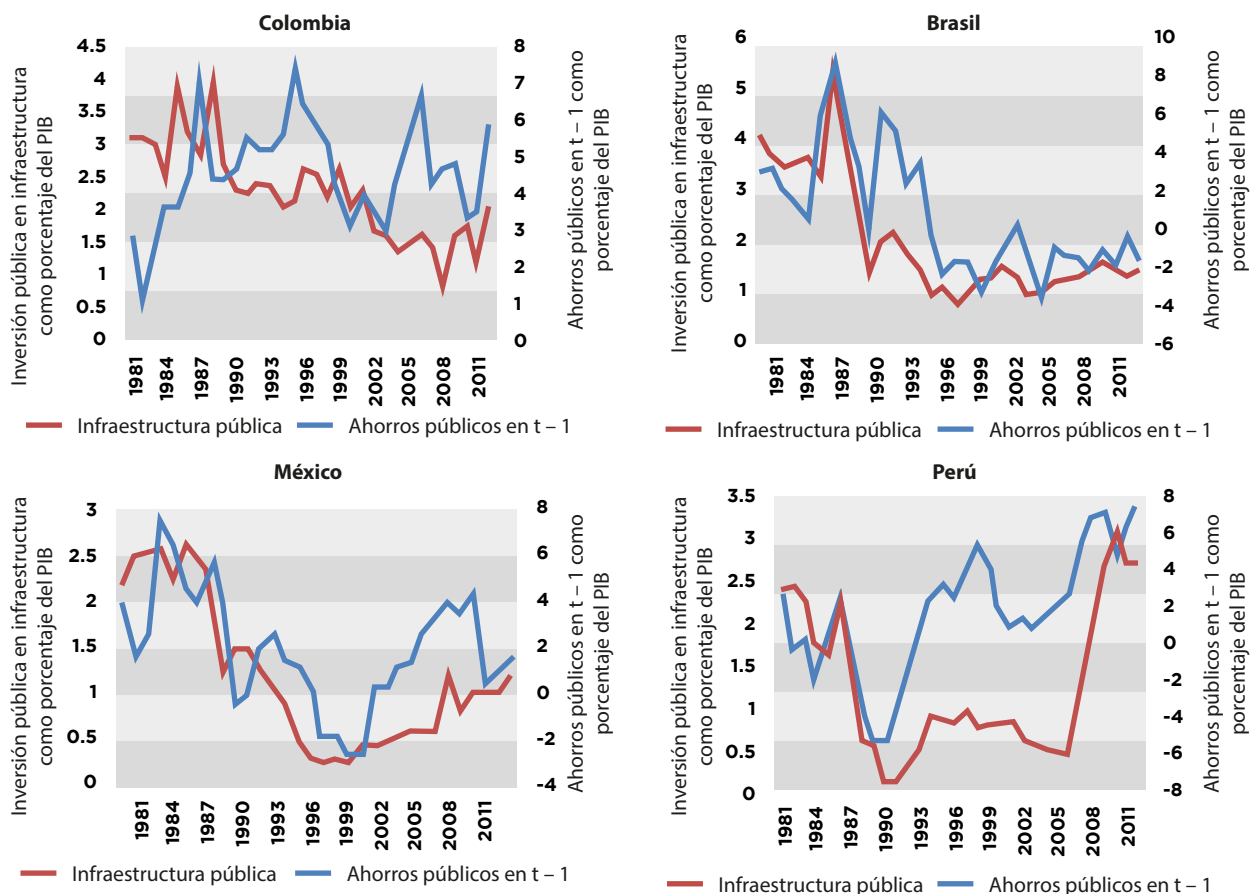 Colombia
Inversión pública en infraestructura
como porcentaje del PIB
4.5
4
3.5
3
2.5
2
1.5
1
0.5
0
8
7
6
5
4
3
2
1
0
Ahorros públicos en t – 1 como
porcentaje del PIB
1981 1984 1987 1990 1993 1996 1999 2002 2005 2008 2011
Infraestructura pública Ahorros públicos en t – 1
Brasil
Inversión pública en infraestructura
como porcentaje del PIB
6
5
4
3
2
1
0
10
8
6
4
2
0
-2
-4
-6
Ahorros públicos en t – 1 como
porcentaje del PIB
1981 1984 1987 1990 1993 1996 1999 2002 2005 2008 2011
Infraestructura pública Ahorros públicos en t – 1
México
Inversión pública en infraestructura
como porcentaje del PIB
3
2.5
2
1.5
1
0.5
0
8
6
4
2
0
-2
-4
Ahorros públicos en t – 1 como
porcentaje del PIB
1981 1984 1987 1990 1993 1996 1999 2002 2005 2008 2011
Infraestructura pública Ahorros públicos en t – 1
Perú
Inversión pública en infraestructura
como porcentaje del PIB
3.5
3
2.5
2
1.5
1
0.5
0
8
6
4
2
0
-2
-4
-6
-8
Ahorros públicos en t – 1 como
porcentaje del PIB
1981 1984 1987 1990 1993 1996 1999 2002 2005 2008 2011
Infraestructura pública Ahorros públicos en t – 1